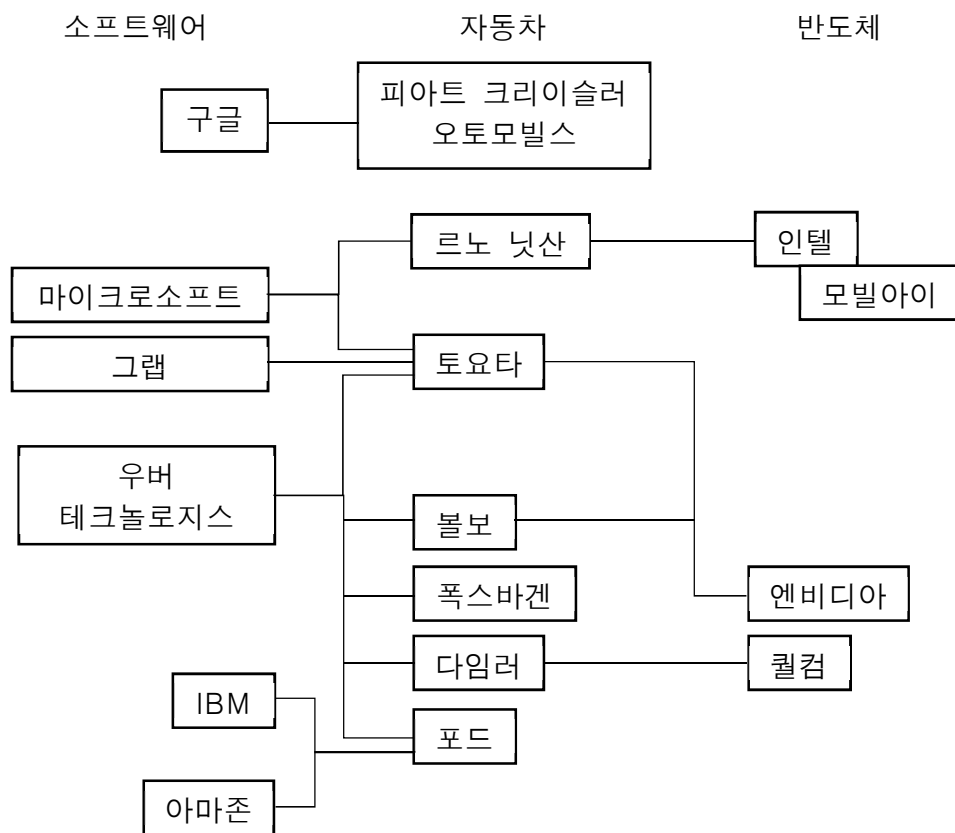 소프트웨어
자동차
반도체
구글
피아트 크리이슬러
오토모빌스
르노 닛산
인텔
마이크로소프트
모빌아이
그랩
토요타
우버
테크놀로지스
볼보
폭스바겐
엔비디아
다임러
퀄컴
IBM
포드
아마존